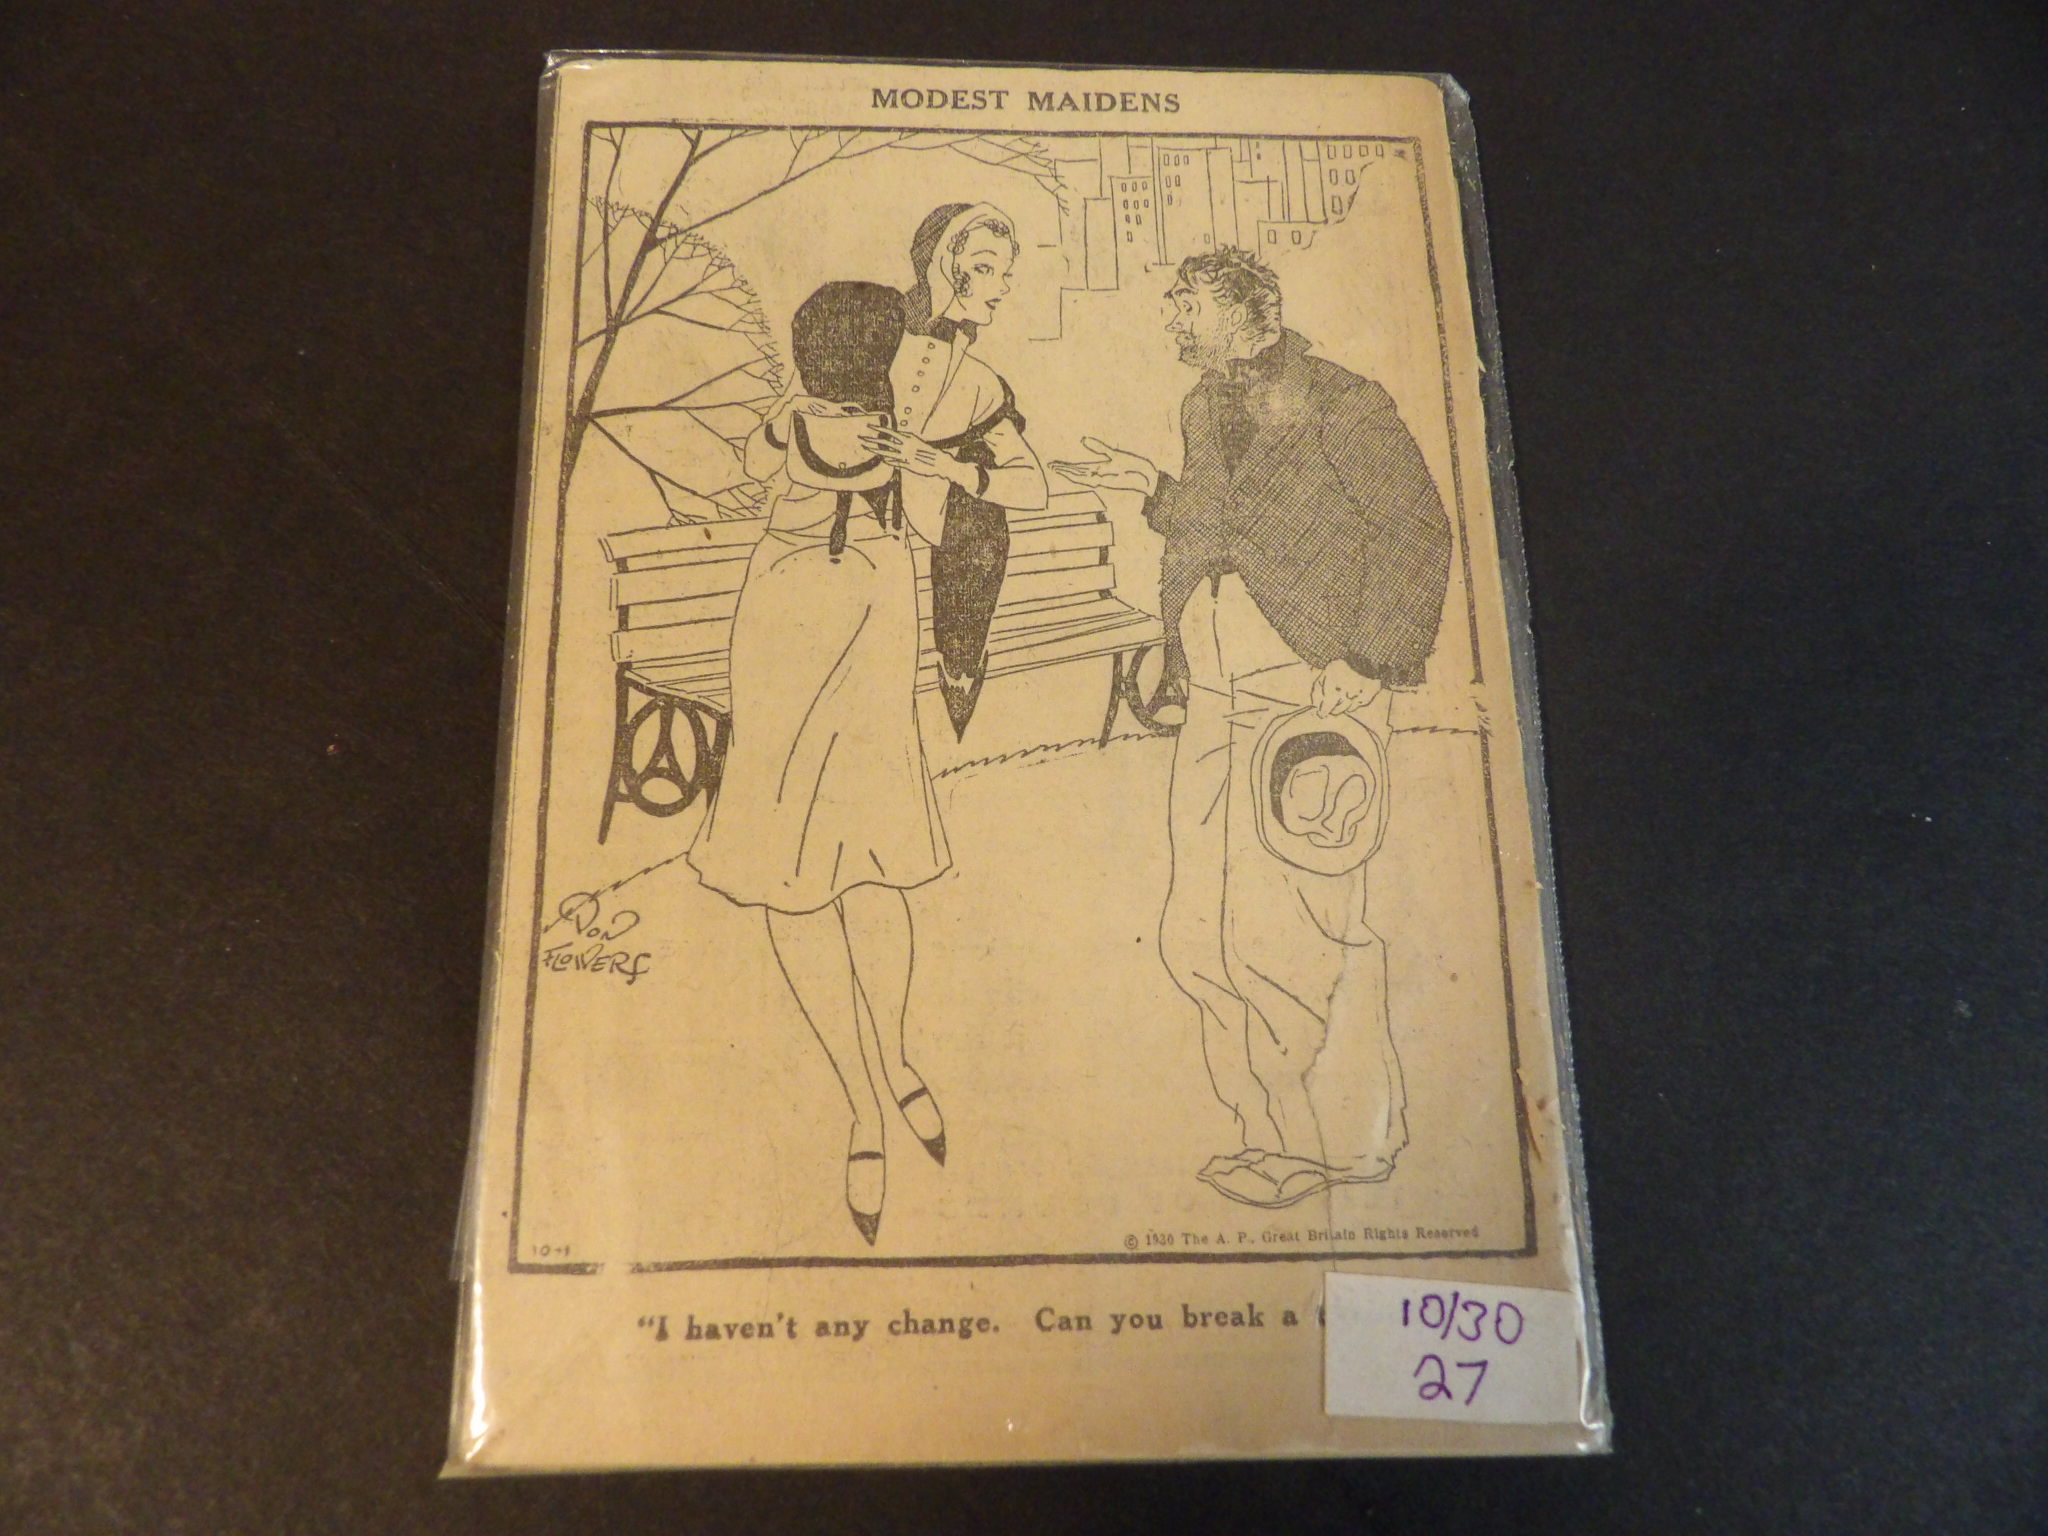 MODEST MAIDENS
DON
FLOWERS
10-1
© 1930 The A. P., Great Britain Rights Reserved
"I haven't any change. Can you break a
10/30
27